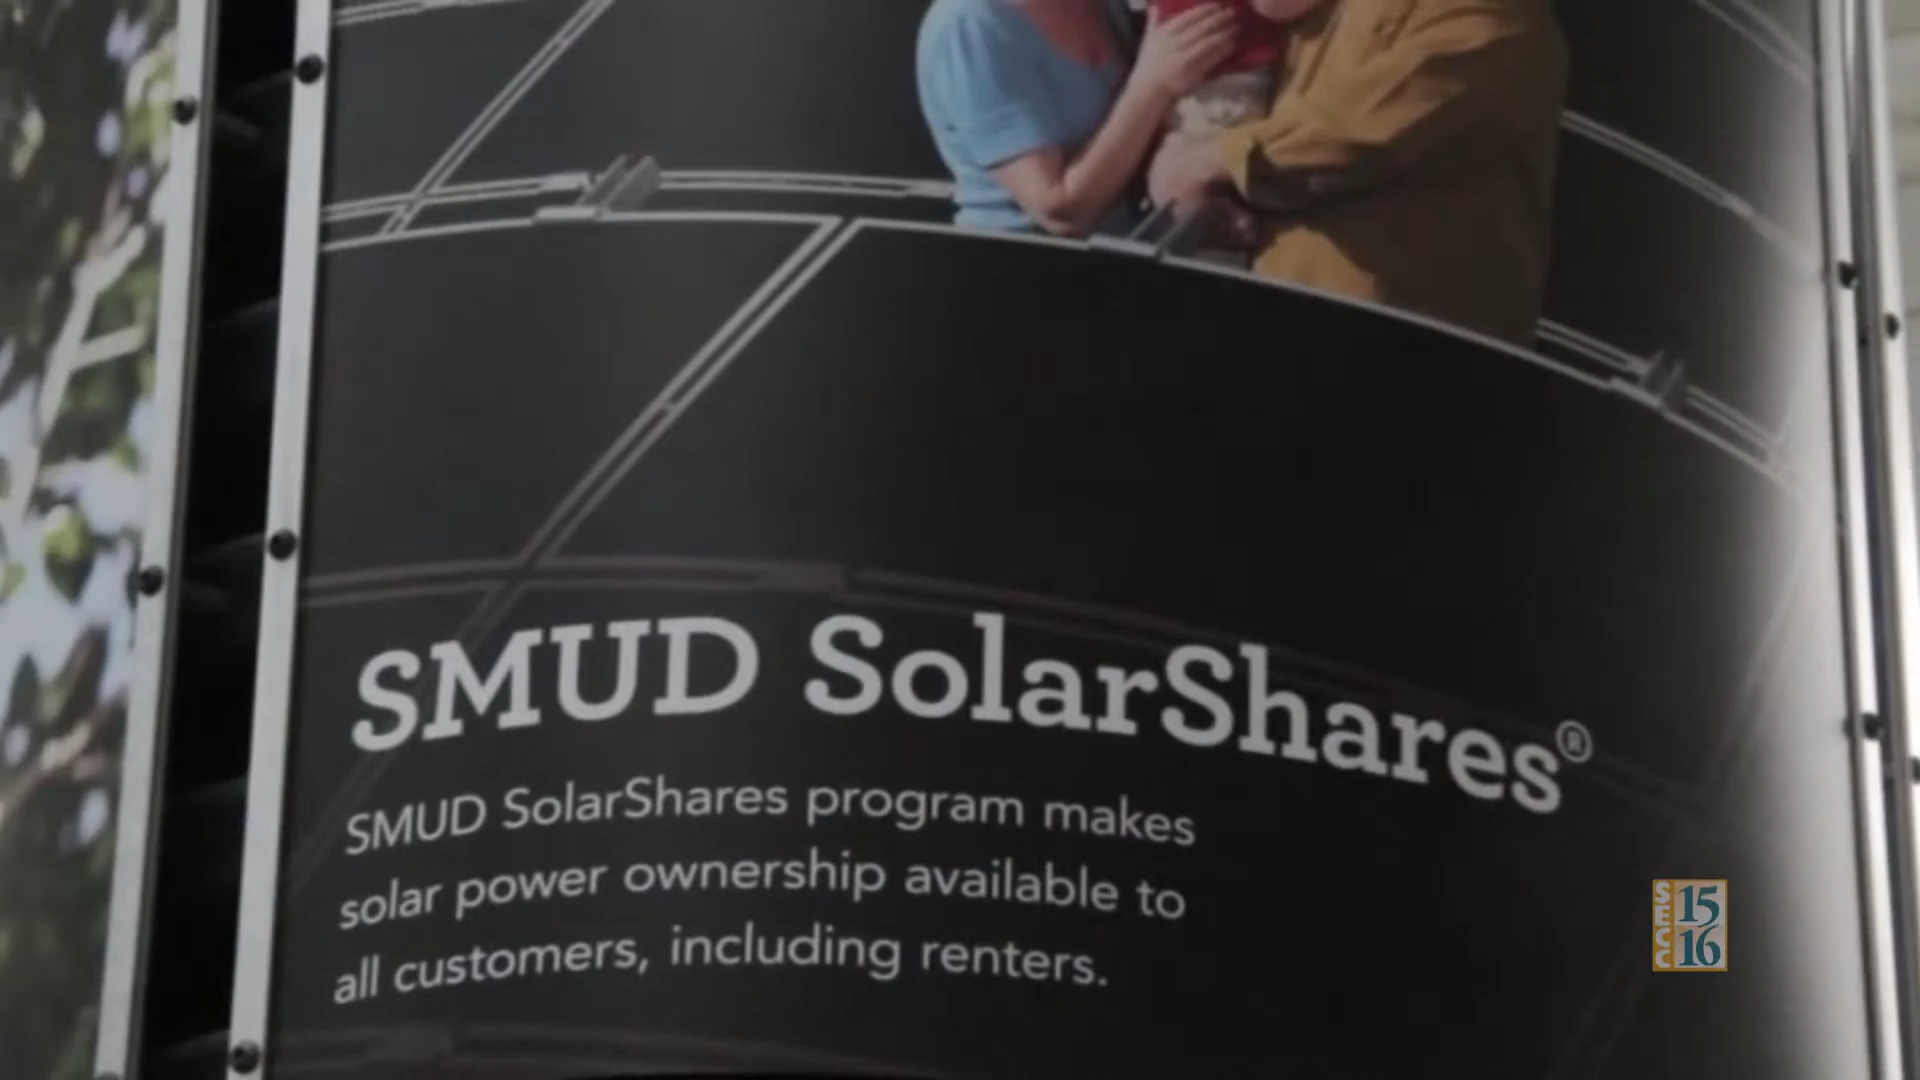 SMUD SolarShares®
SMUD SolarShares program makes
solar power ownership available to
all customers, including renters.
SECC
15
16